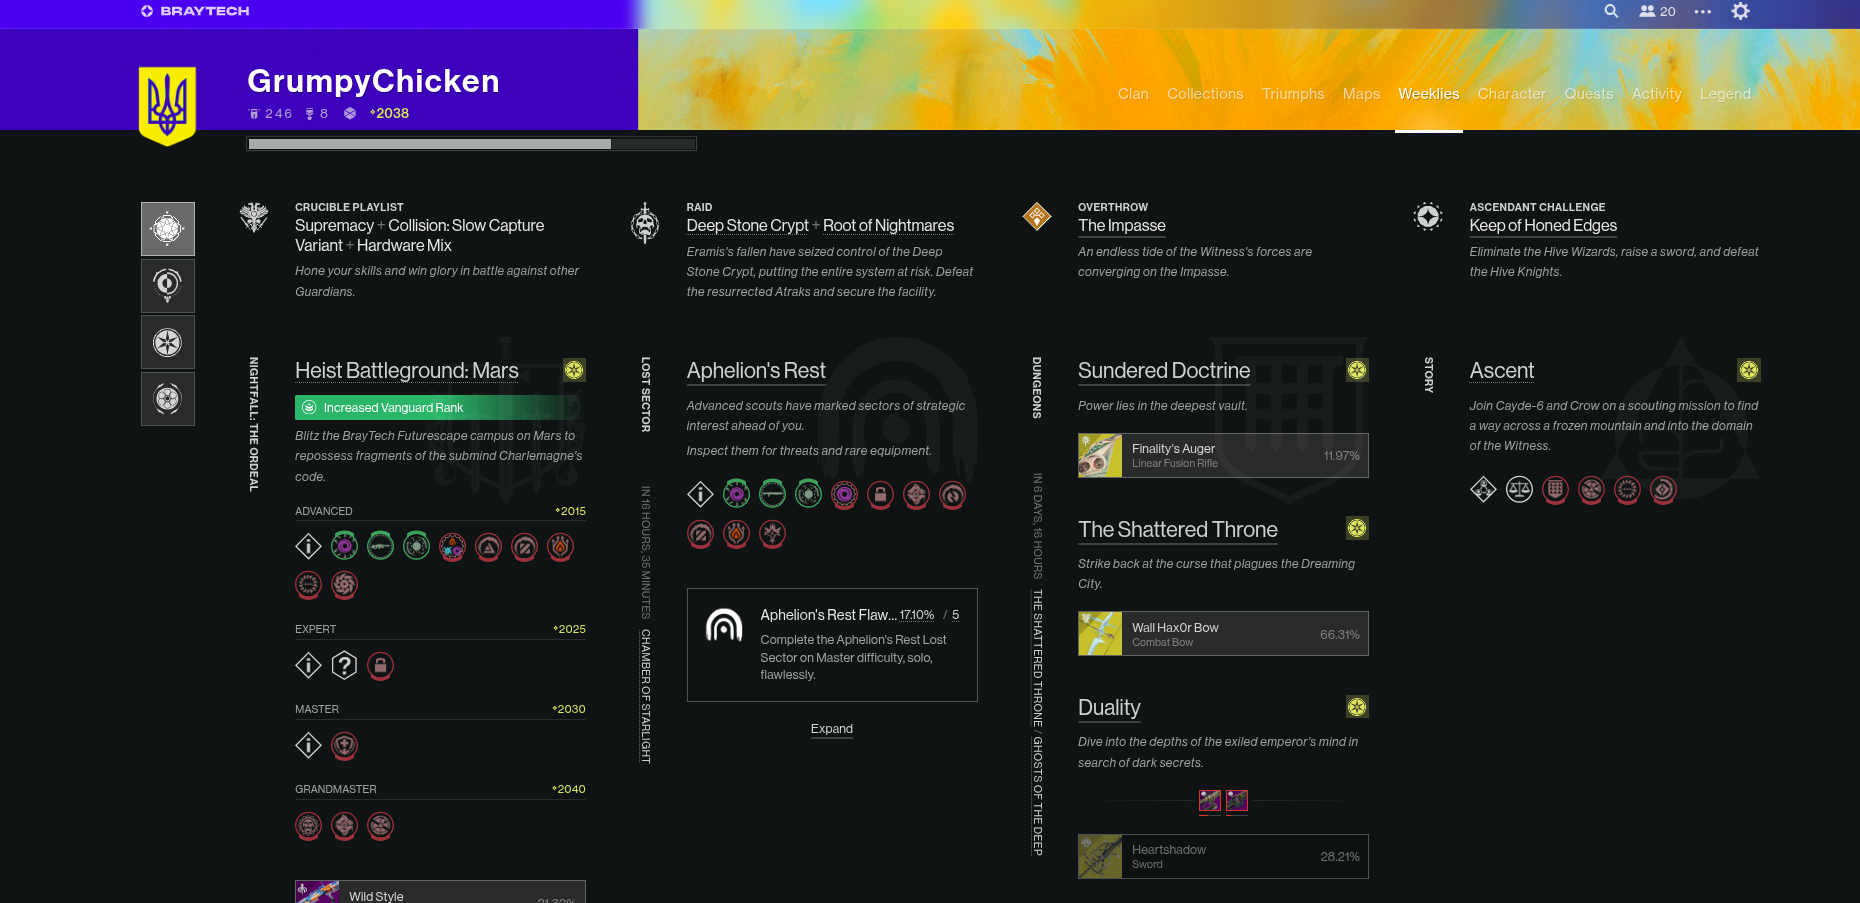 BRAYTECH
20
GrumpyChicken
246 8 2038
Clan Collections Triumphs Maps Weeklies Character Quests Activity Legend
CRUCIBLE PLAYLIST
Supremacy + Collision: Slow Capture
Variant + Hardware Mix
Hone your skills and win glory in battle against other
Guardians.
RAID
Deep Stone Crypt + Root of Nightmares
Eramis's fallen have seized control of the Deep
Stone Crypt, putting the entire system at risk. Defeat
the resurrected Atraks and secure the facility.
OVERTHROW
The Impasse
An endless tide of the Witness's forces are
converging on the Impasse.
ASCENDANT CHALLENGE
Keep of Honed Edges
Eliminate the Hive Wizards, raise a sword, and defeat
the Hive Knights.
NIGHTFALL: THE ORDEAL
Heist Battleground: Mars
Increased Vanguard Rank
Blitz the BrayTech Futurescape campus on Mars to
repossess fragments of the submind Charlemagne's
code.
ADVANCED 2015
EXPERT 2025
MASTER 2030
GRANDMASTER 2040
Wild Style
LOST SECTOR
IN 16 HOURS, 35 MINUTES CHAMBER OF STARLIGHT
Aphelion's Rest
Advanced scouts have marked sectors of strategic
interest ahead of you.
Inspect them for threats and rare equipment.
Aphelion's Rest Flaw... 17.10% / 5
Complete the Aphelion's Rest Lost
Sector on Master difficulty, solo,
flawlessly.
Expand
DUNGEONS
IN 6 DAYS, 16 HOURS THE SHATTERED THRONE / GHOSTS OF THE DEEP
Sundered Doctrine
Power lies in the deepest vault.
Finality's Auger
Linear Fusion Rifle
11.97%
The Shattered Throne
Strike back at the curse that plagues the Dreaming
City.
Wall Hax0r Bow
Combat Bow
66.31%
Duality
Dive into the depths of the exiled emperor's mind in
search of dark secrets.
Heartshadow
Sword
28.21%
STORY
Ascent
Join Cayde-6 and Crow on a scouting mission to find
a way across a frozen mountain and into the domain
of the Witness.